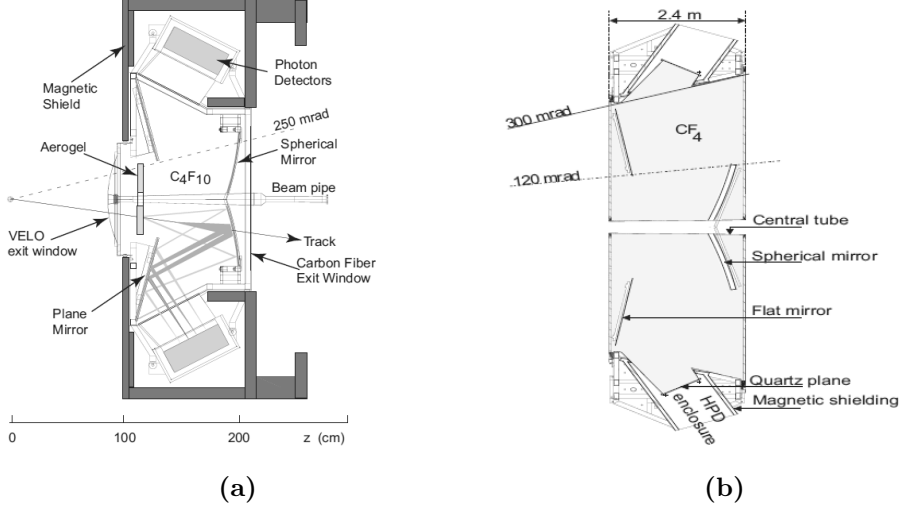 Magnetic
Shield
Photon
Detectors
250 mrad
Aerogel
Spherical
Mirror
C4F10
Beam pipe
VELO
exit window
Track
Carbon Fiber
Exit Window
Plane
Mirror
0 100 200 z (cm)
(a)
2.4 m
300 mrad
CF4
120 mrad
Central tube
Spherical mirror
Flat mirror
Quartz plane
Magnetic shielding
HPD
enclosure
(b)